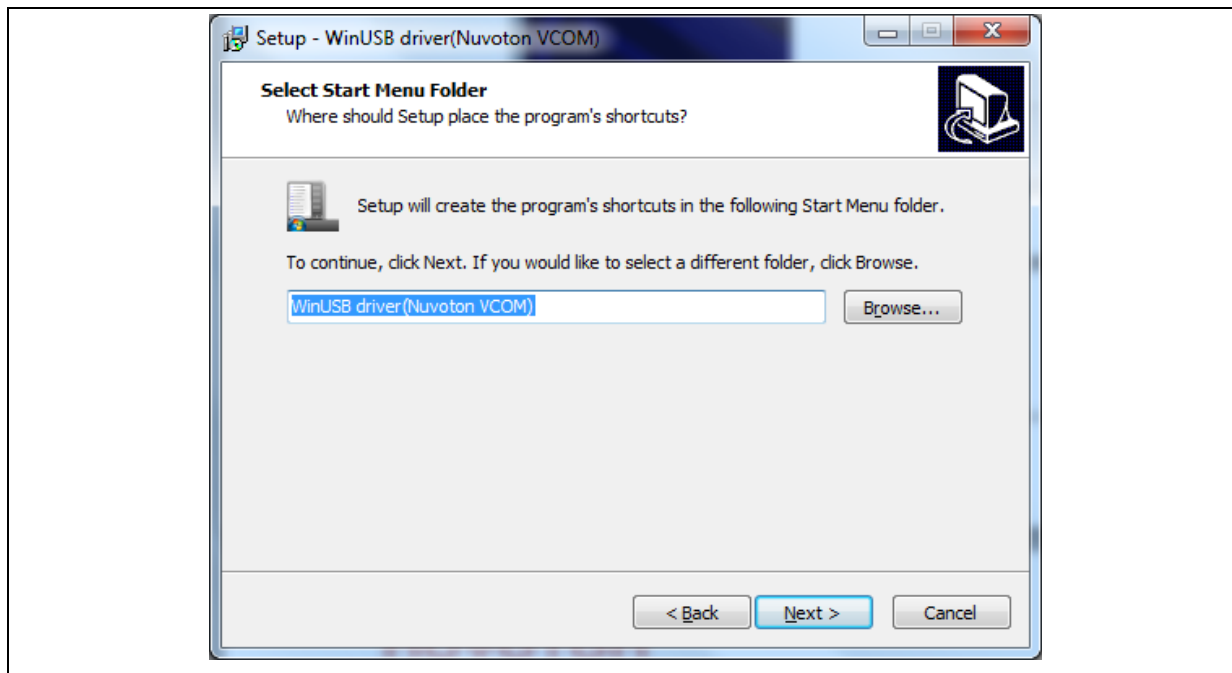 Setup - WinUSB driver(Nuvoton VCOM)
Select Start Menu Folder
Where should Setup place the program's shortcuts?
Setup will create the program's shortcuts in the following Start Menu folder.
To continue, click Next. If you would like to select a different folder, click Browse.
WinUSB driver(Nuvoton VCOM)
Browse...
< Back
Next >
Cancel